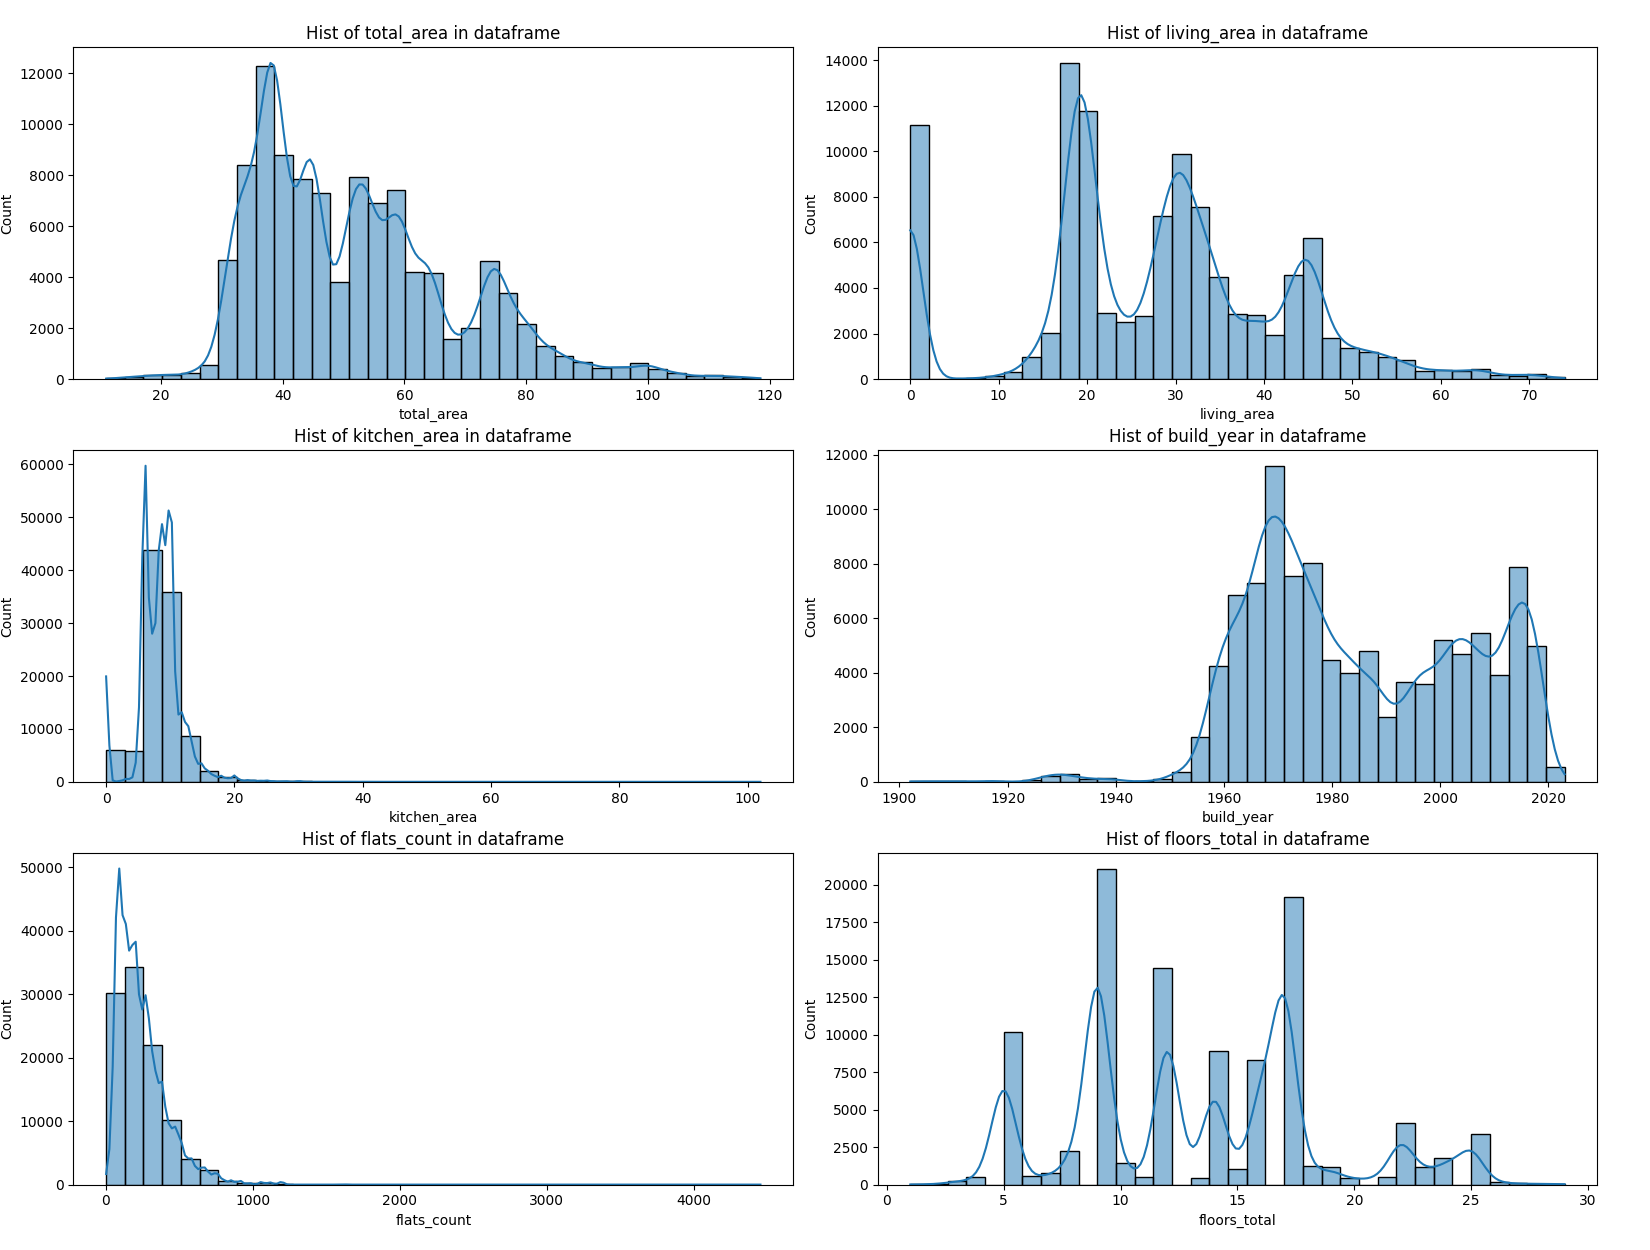 Hist of total_area in dataframe
Count
12000
10000
8000
6000
4000
2000
0
20 40 60 80 100 120
total_area
Hist of living_area in dataframe
Count
14000
12000
10000
8000
6000
4000
2000
0
0 10 20 30 40 50 60 70
living_area
Hist of kitchen_area in dataframe
Count
60000
50000
40000
30000
20000
10000
0
0 20 40 60 80 100
kitchen_area
Hist of build_year in dataframe
Count
12000
10000
8000
6000
4000
2000
0
1900 1920 1940 1960 1980 2000 2020
build_year
Hist of flats_count in dataframe
Count
50000
40000
30000
20000
10000
0
0 1000 2000 3000 4000
flats_count
Hist of floors_total in dataframe
Count
20000
17500
15000
12500
10000
7500
5000
2500
0
0 5 10 15 20 25 30
floors_total